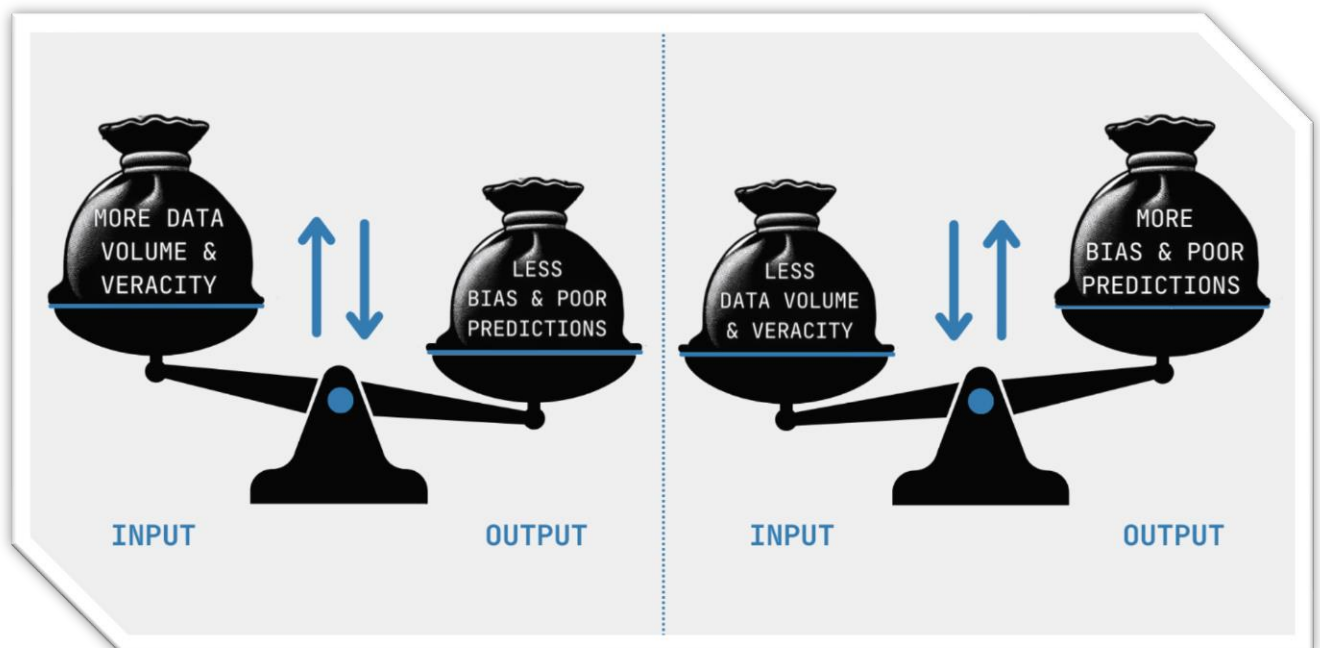 MORE DATA
VOLUME &
VERACITY
LESS
BIAS & POOR
PREDICTIONS
INPUT
OUTPUT
LESS
DATA VOLUME
& VERACITY
MORE
BIAS & POOR
PREDICTIONS
INPUT
OUTPUT